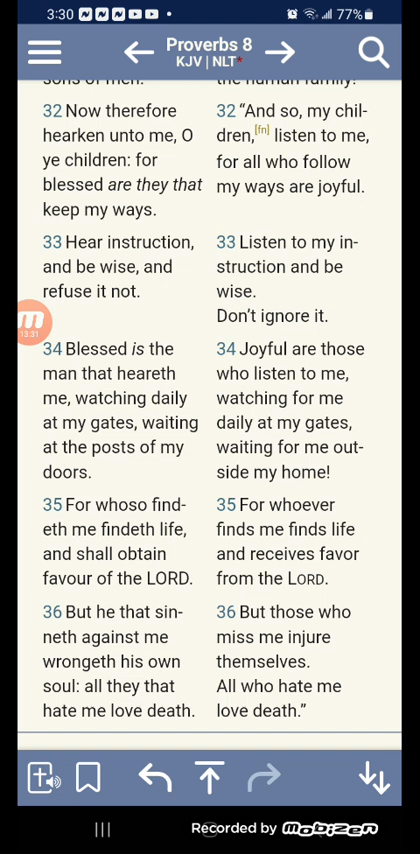 3:30
77%
Proverbs 8
KJV | NLT*
sons of men.
32 Now therefore
hearken unto me, O
ye children: for
blessed are they that
keep my ways.
33 Hear instruction,
and be wise, and
refuse it not.
34 Blessed is the
man that heareth
me, watching daily
at my gates, waiting
at the posts of my
doors.
35 For whoso find-
eth me findeth life,
and shall obtain
favour of the LORD.
36 But he that sin-
neth against me
wrongeth his own
soul: all they that
hate me love death.
the human family!
32 “And so, my chil-
dren,[fn] listen to me,
for all who follow
my ways are joyful.
33 Listen to my in-
struction and be
wise.
Don’t ignore it.
34 Joyful are those
who listen to me,
watching for me
daily at my gates,
waiting for me out-
side my home!
35 For whoever
finds me finds life
and receives favor
from the LORD.
36 But those who
miss me injure
themselves.
All who hate me
love death.”
13:31
Recorded by mobizen